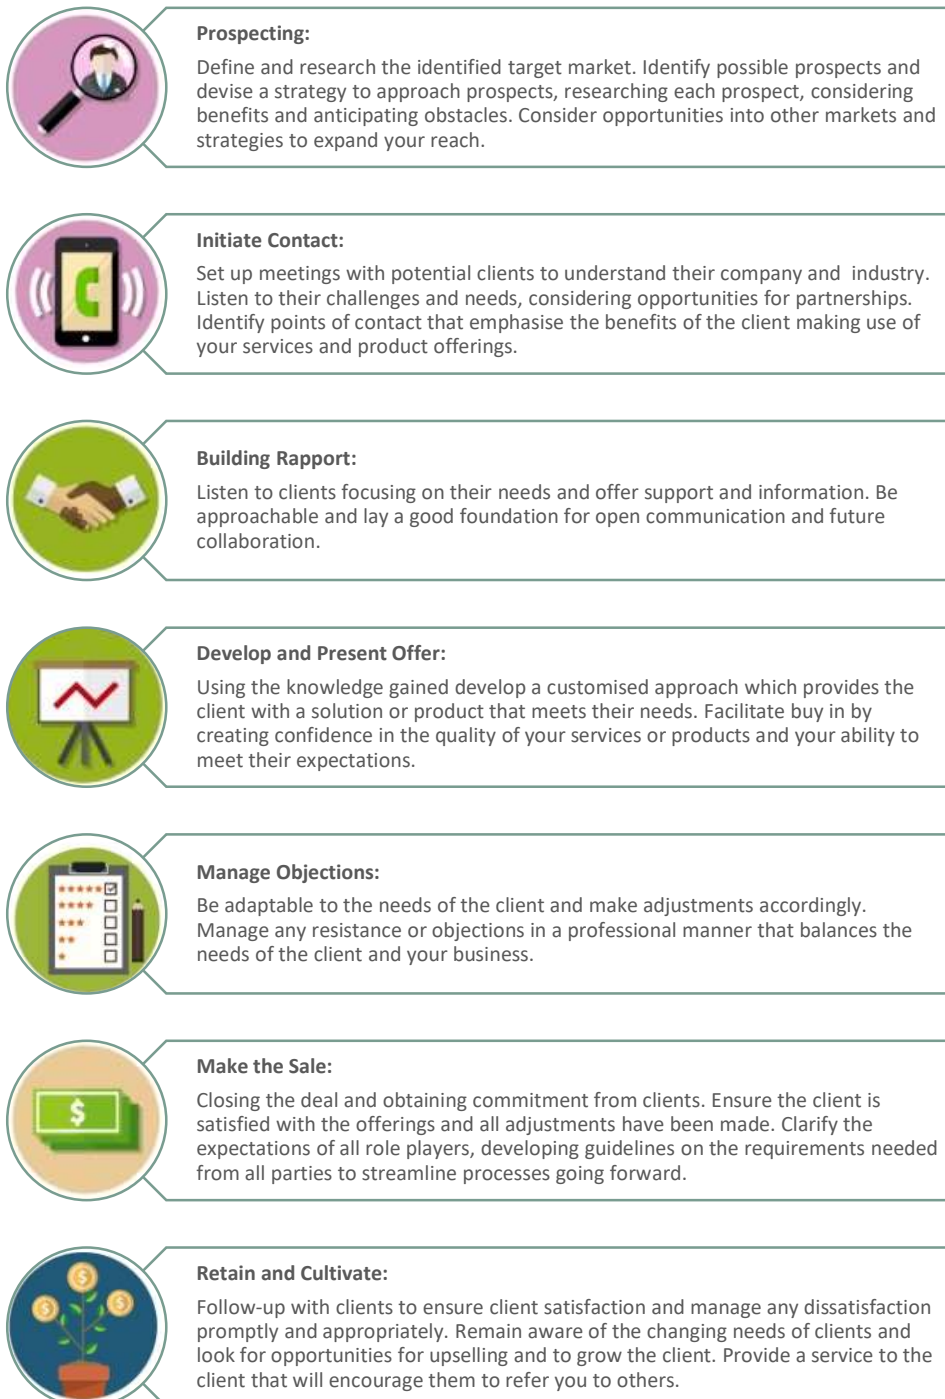 Prospecting:
Define and research the identified target market. Identify possible prospects and
devise a strategy to approach prospects, researching each prospect, considering
benefits and anticipating obstacles. Consider opportunities into other markets and
strategies to expand your reach.
Initiate Contact:
Set up meetings with potential clients to understand their company and  industry.
Listen to their challenges and needs, considering opportunities for partnerships.
Identify points of contact that emphasise the benefits of the client making use of
your services and product offerings.
Building Rapport:
Listen to clients focusing on their needs and offer support and information. Be
approachable and lay a good foundation for open communication and future
collaboration.
Develop and Present Offer:
Using the knowledge gained develop a customised approach which provides the
client with a solution or product that meets their needs. Facilitate buy in by
creating confidence in the quality of your services or products and your ability to
meet their expectations.
Manage Objections:
Be adaptable to the needs of the client and make adjustments accordingly.
Manage any resistance or objections in a professional manner that balances the
needs of the client and your business.
Make the Sale:
$
Closing the deal and obtaining commitment from clients. Ensure the client is
satisfied with the offerings and all adjustments have been made. Clarify the
expectations of all role players, developing guidelines on the requirements needed
from all parties to streamline processes going forward.
Retain and Cultivate:
$
$ $
Follow-up with clients to ensure client satisfaction and manage any dissatisfaction
promptly and appropriately. Remain aware of the changing needs of clients and
look for opportunities for upselling and to grow the client. Provide a service to the
client that will encourage them to refer you to others.